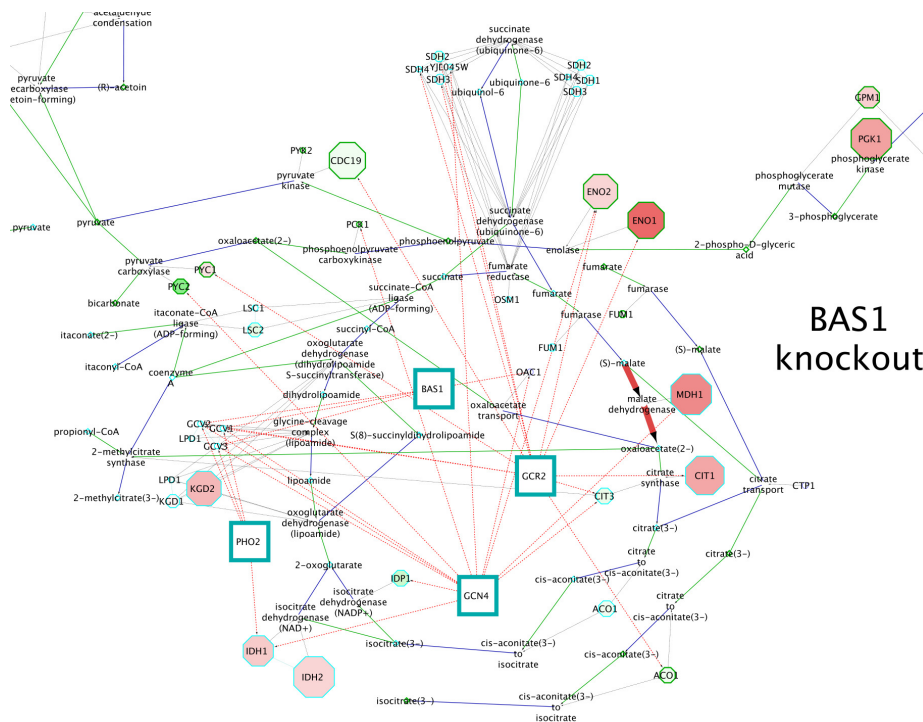 acetaldehyde
condensation
pyruvate
ecarboxylase
etoin-forming)
(R)-acetoin
succinate
dehydrogenase
(ubiquinone-6)
SDH2
YJL045W
SDH4
SDH3
ubiquinol-6
ubiquinone-6
SDH2
SDH4
SDH1
SDH3
GPM1
PGK1
phosphoglycerate
kinase
phosphoglycerate
mutase
3-phosphoglycerate
PYK2
CDC19
pyruvate
kinase
ENO2
ENO1
pyruvate
pyruvate
PCK1
oxaloacetate(2-)
phosphoenolpyruvate
carboxykinase
phosphoenolpyruvate
succinate
dehydrogenase
(ubiquinone-6)
enolase
2-phospho-D-glyceric
acid
pyruvate
carboxylase
PYC1
PYC2
bicarbonate
succinate
fumarate
reductase
OSM1
fumarate
fumarate
fumarase
fumarase
FUM1
FUM1
succinate-CoA
ligase
(ADP-forming)
LSC1
LSC2
itaconate-CoA
ligase
(ADP-forming)
itaconate(2-)
itaconyl-CoA
succinyl-CoA
coenzyme
A
oxoglutarate
dehydrogenase
(dihydrolipoamide
S-succinyltransferase)
dihydrolipoamide
BAS1
OAC1
oxaloacetate
transport
(S)-malate
(S)-malate
malate
dehydrogenase
MDH1
BAS1
knockout
propionyl-CoA
2-methylcitrate
synthase
2-methylcitrate(3-)
GCV2
GCV1
LPD1
GCV3
glycine-cleavage
complex
(lipoamide)
S(8)-succinyldihydrolipoamide
oxaloacetate(2-)
LPD1
KGD2
KGD1
lipoamide
GCR2
citrate
synthase
CIT1
CIT3
citrate
transport
CTP1
oxoglutarate
dehydrogenase
(lipoamide)
PHO2
citrate(3-)
citrate(3-)
2-oxoglutarate
IDP1
GCN4
citrate
to
cis-aconitate(3-)
cis-aconitate(3-)
isocitrate
dehydrogenase
(NADP+)
isocitrate
dehydrogenase
(NAD+)
ACO1
citrate
to
cis-aconitate(3-)
isocitrate(3-)
cis-aconitate(3-)
to
isocitrate
cis-aconitate(3-)
IDH1
IDH2
ACO1
isocitrate(3-)
cis-aconitate(3-)
to
isocitrate